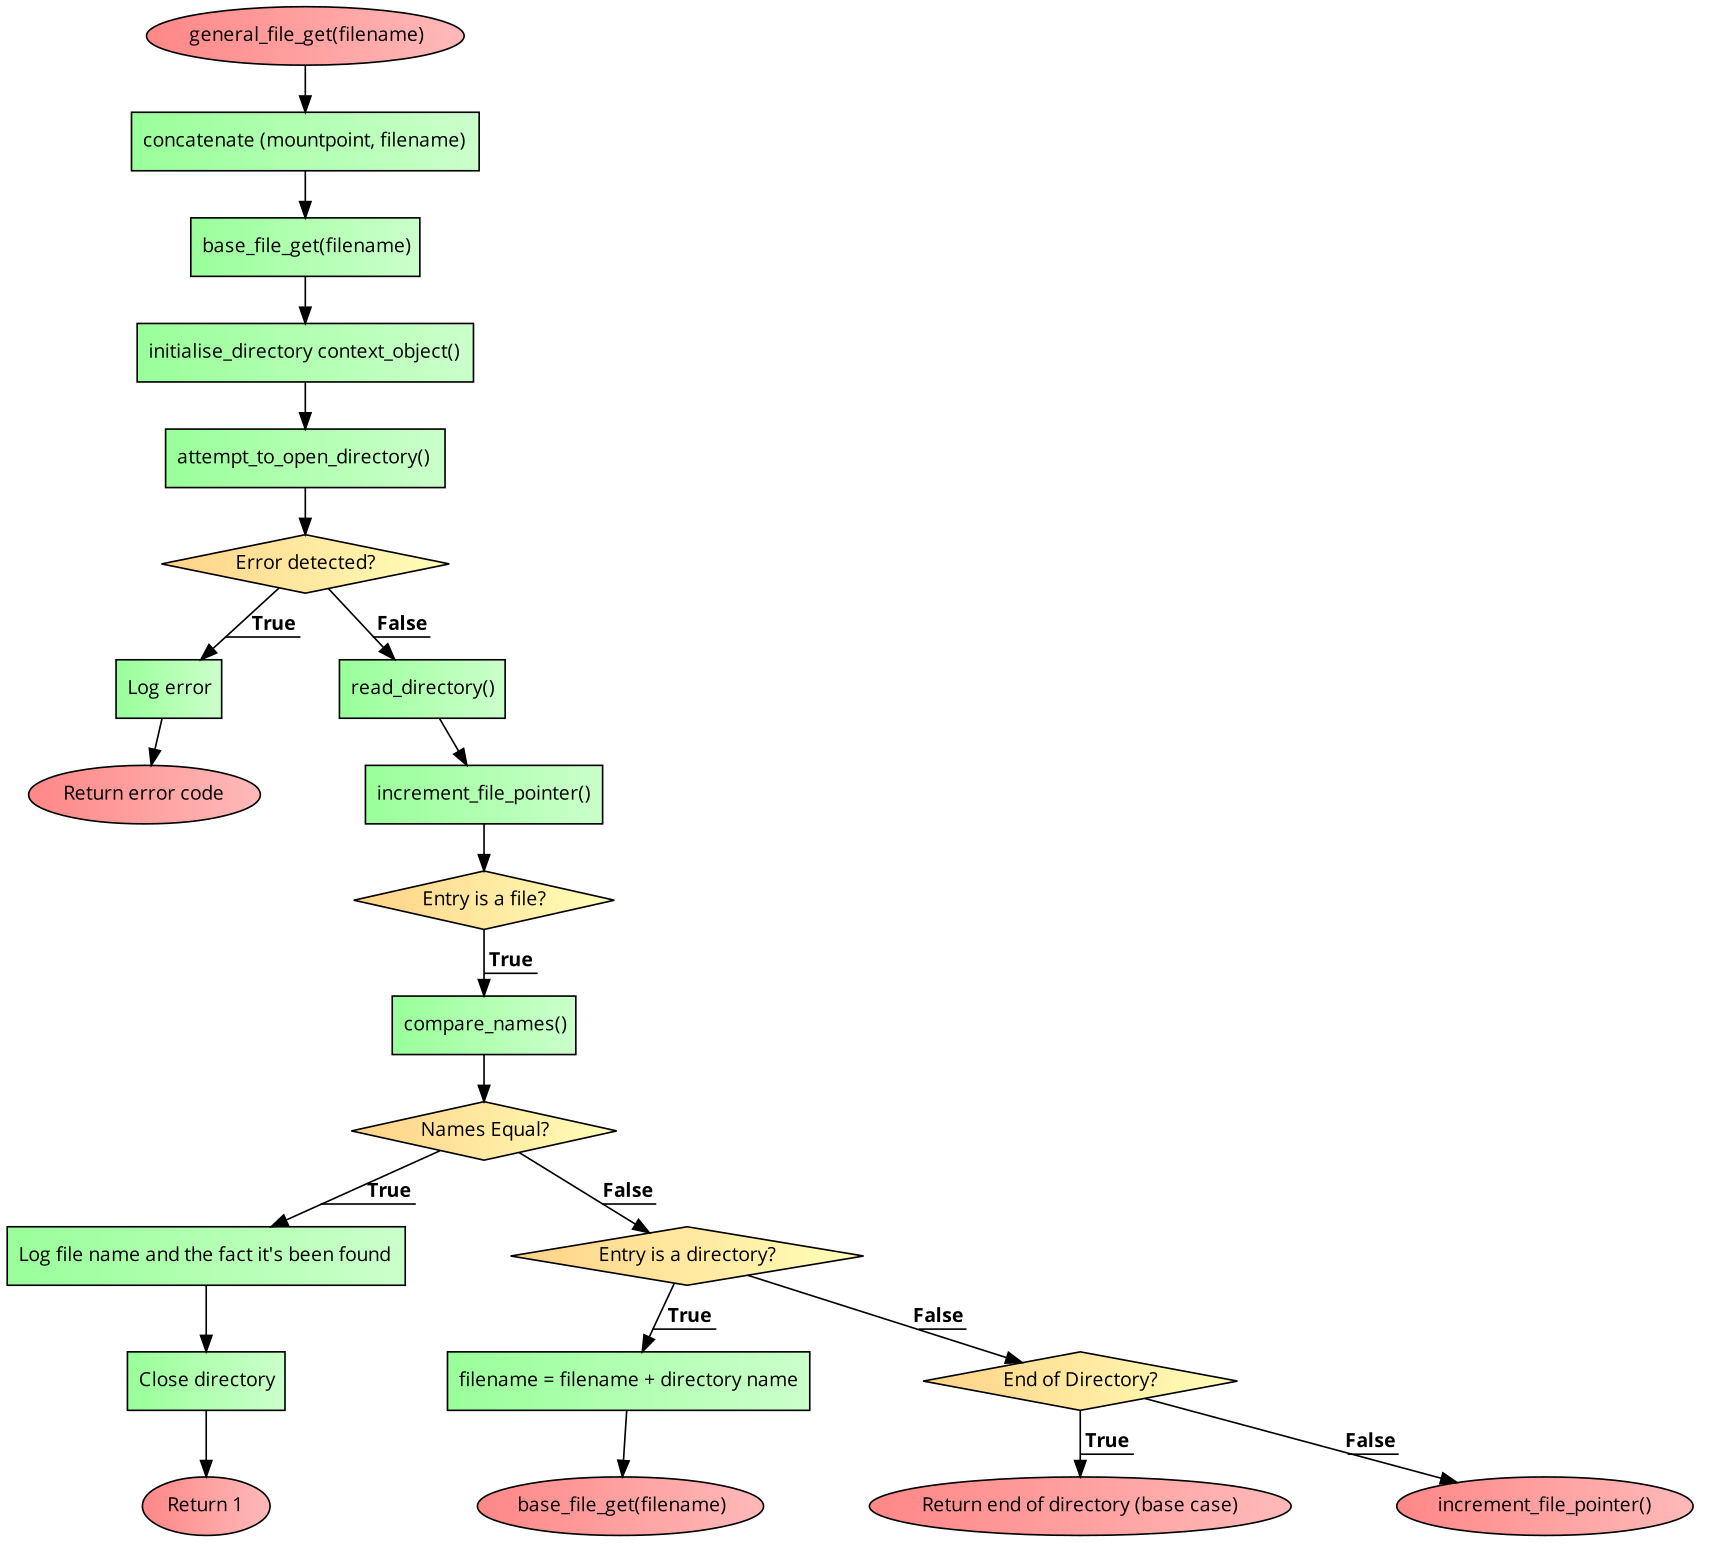 general_file_get(filename)
concatenate (mountpoint, filename)
base_file_get(filename)
initialise_directory context_object()
attempt_to_open_directory()
Error detected?
True
False
Log error
read_directory()
Return error code
increment_file_pointer()
Entry is a file?
True
compare_names()
Names Equal?
True
False
Log file name and the fact it's been found
Entry is a directory?
True
False
Close directory
filename = filename + directory name
End of Directory?
True
False
Return 1
base_file_get(filename)
Return end of directory (base case)
increment_file_pointer()